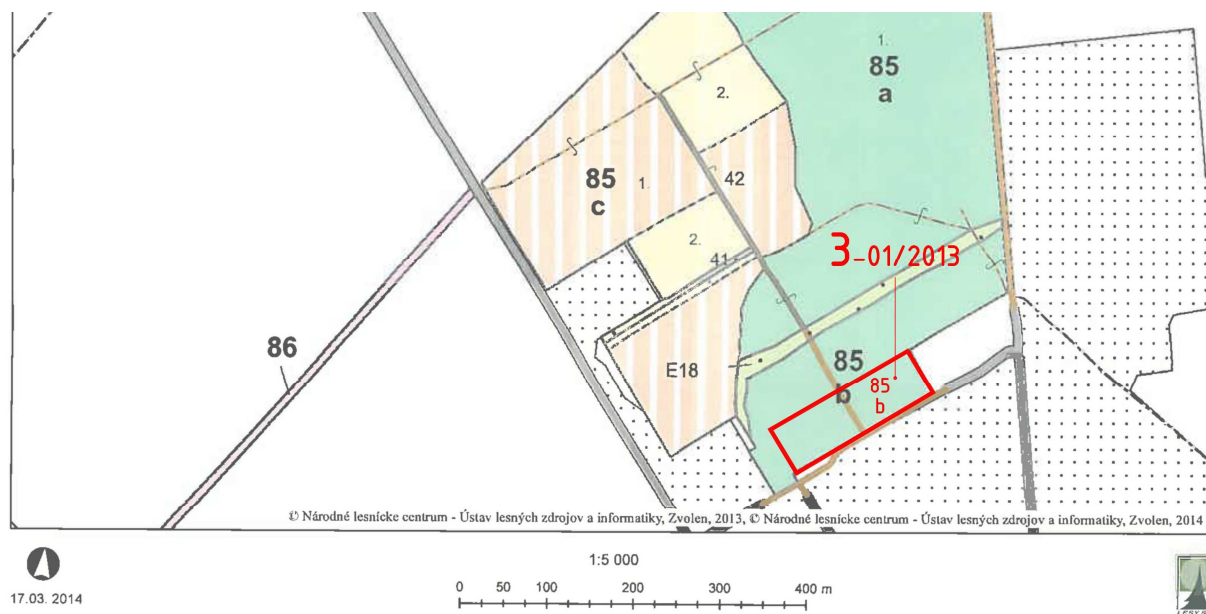 1.
85
a
2.
85
1.
c
42
2.
41
3-01/2013
86
E18
85
b
85
b
© Národné lesnícke centrum - Ústav lesných zdrojov a informatiky, Zvolen, 2013, © Národné lesnícke centrum - Ústav lesných zdrojov a informatiky, Zvolen, 2014
1:5 000
0 50 100 200 300 400 m
17.03. 2014